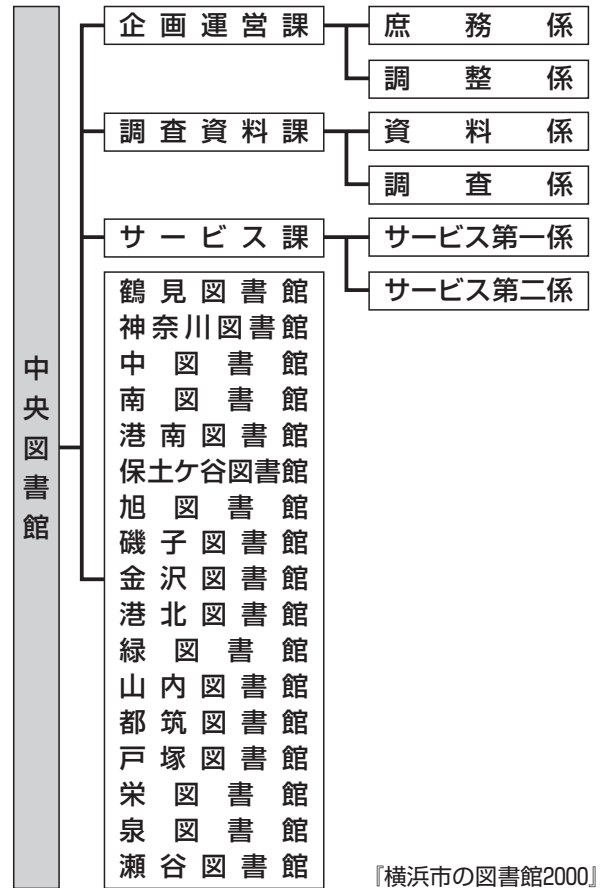 中央図書館
企画運営課
庶務係
調整係
調査資料課
資料係
調査係
サービス課
サービス第一係
サービス第二係
鶴見図書館
神奈川図書館
中図書館
南図書館
港南図書館
保土ケ谷図書館
旭図書館
磯子図書館
金沢図書館
港北図書館
緑図書館
山内図書館
都筑図書館
戸塚図書館
栄図書館
泉図書館
瀬谷図書館
『横浜市の図書館2000』